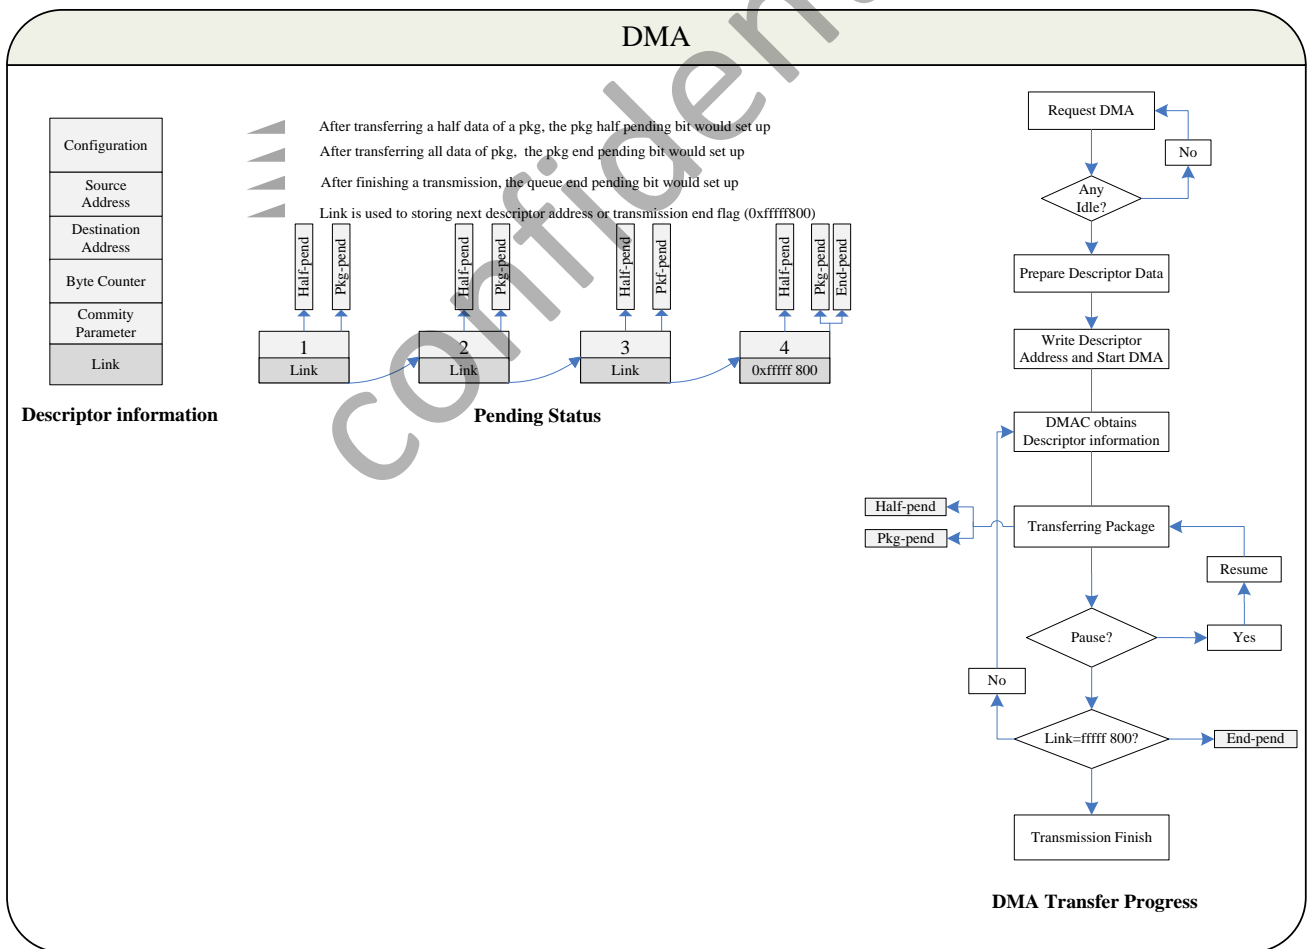 DMA
confiden
Configuration
Source
Address
Destination
Address
Byte Counter
Commity
Parameter
Link
Descriptor information
After transferring a half data of a pkg, the pkg half pending bit would set up
After transferring all data of pkg, the pkg end pending bit would set up
After finishing a transmission, the queue end pending bit would set up
Link is used to storing next descriptor address or transmission end flag (0xfffff800)
Half-pend
Pkg-pend
Half-pend
Pkg-pend
Half-pend
Pkf-pend
Half-pend
Pkg-pend
End-pend
1
Link
2
Link
3
Link
4
0xfffff 800
Pending Status
Request DMA
No
Any
Idle?
Prepare Descriptor Data
Write Descriptor
Address and Start DMA
DMAC obtains
Descriptor information
Half-pend
Pkg-pend
Transferring Package
Resume
Pause?
Yes
No
Link=fffff 800?
End-pend
Transmission Finish
DMA Transfer Progress